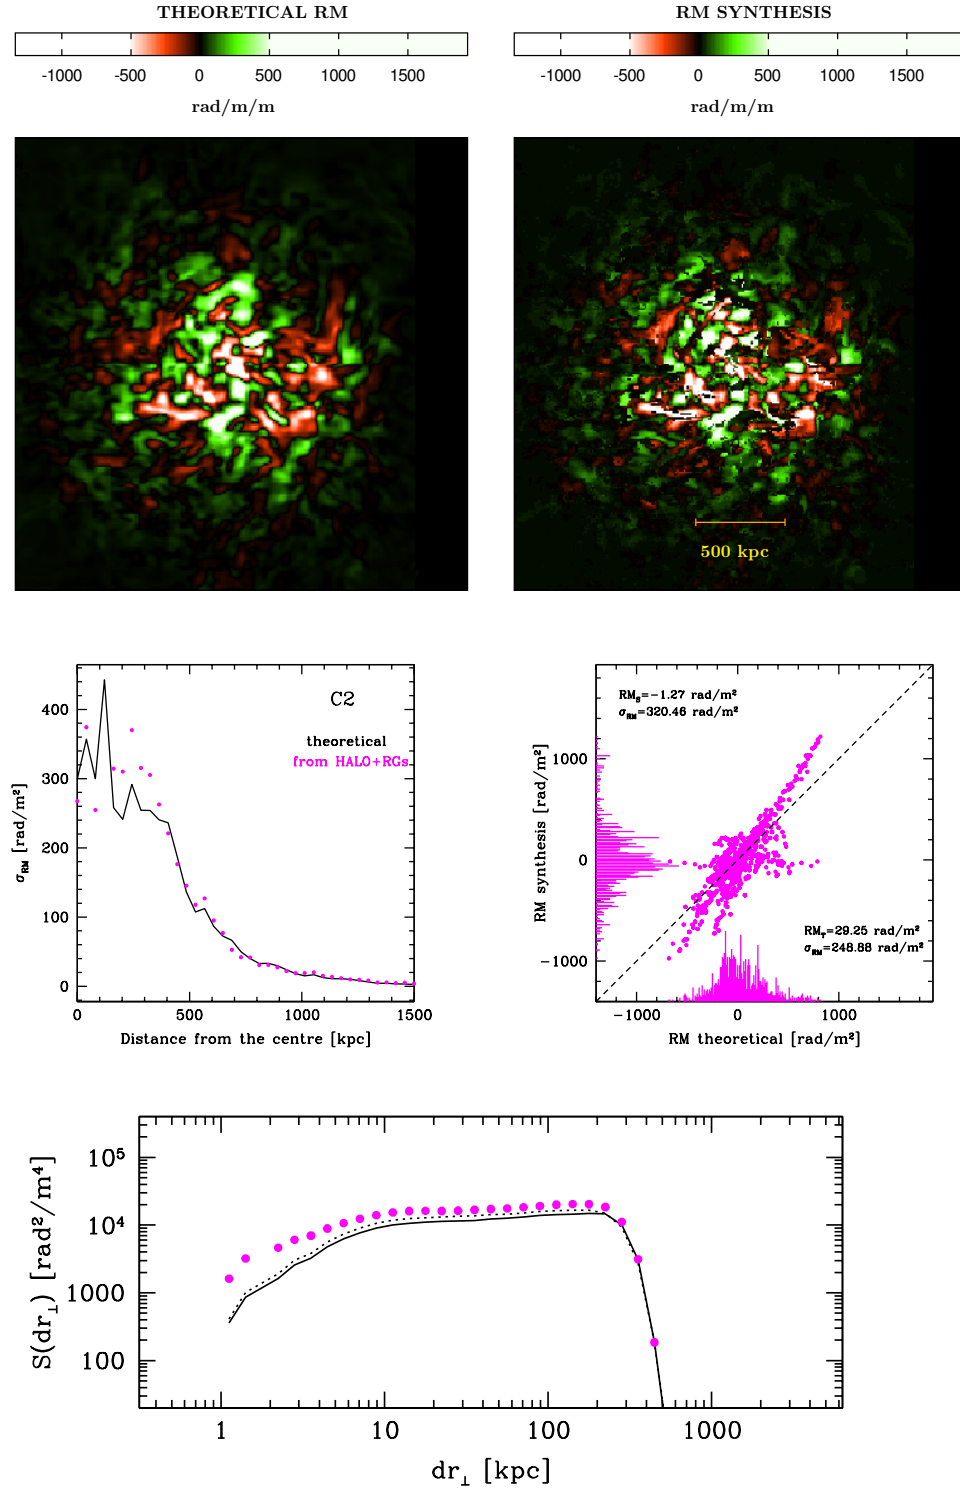 THEORETICAL RM
RM SYNTHESIS
-1000 -500 0 500 1000 1500
-1000 -500 0 500 1000 1500
rad/m/m
rad/m/m
500 kpc
C2
theoretical
from HALO+RGs
400
300
200
100
0
σRM [rad/m²]
0 500 1000 1500
Distance from the centre [kpc]
RMS=−1.27 rad/m²
σRM=320.46 rad/m²
RMT=29.25 rad/m²
σRM=248.88 rad/m²
1000
0
−1000
RM synthesis [rad/m²]
−1000 0 1000
RM theoretical [rad/m²]
10⁵
10⁴
1000
100
S(dr⊥) [rad²/m⁴]
1 10 100 1000
dr⊥ [kpc]